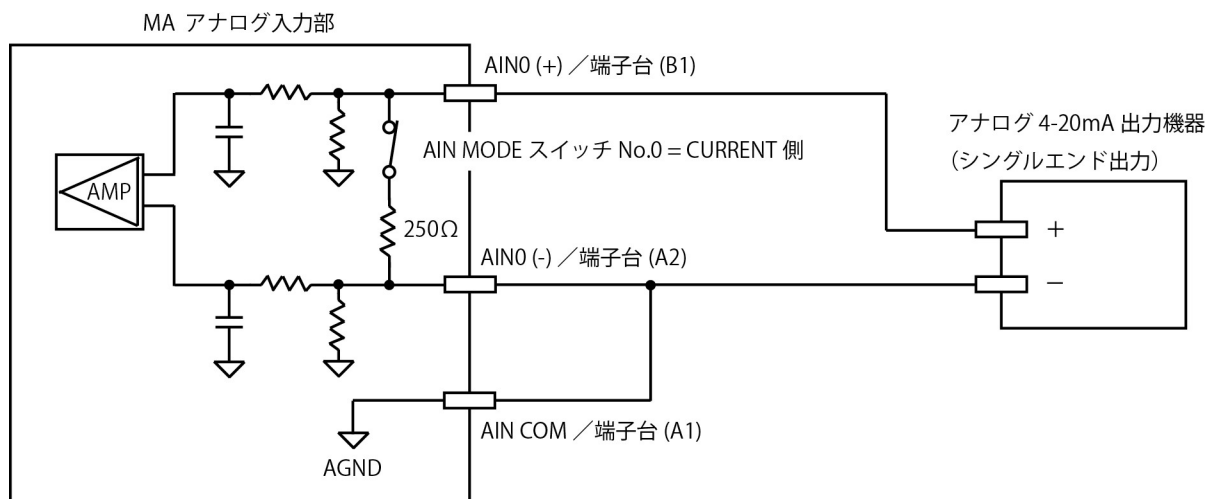 MA アナログ入力部
AIN0 (+) ／端子台 (B1)
アナログ 4-20mA 出力機器
（シングルエンド出力）
AIN MODE スイッチ No.0 = CURRENT 側
AMP
+
250Ω
AIN0 (-) ／端子台 (A2)
−
AIN COM ／端子台 (A1)
AGND